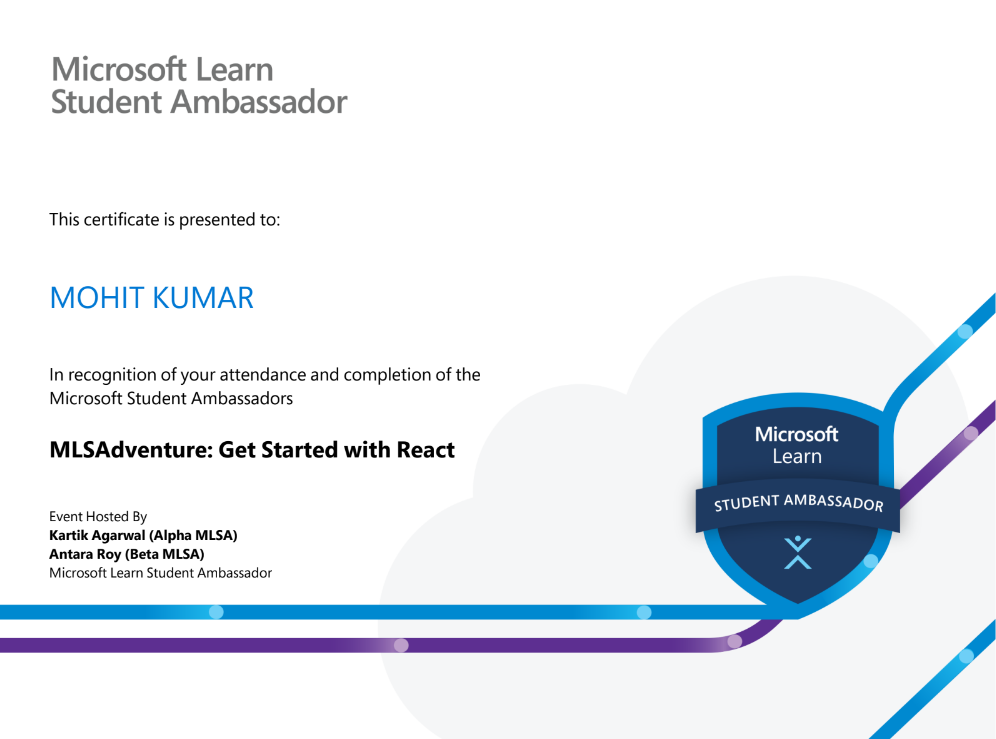 Microsoft Learn
Student Ambassador
This certificate is presented to:
MOHIT KUMAR
In recognition of your attendance and completion of the
Microsoft Student Ambassadors
MLSAdventure: Get Started with React
Event Hosted By
Kartik Agarwal (Alpha MLSA)
Antara Roy (Beta MLSA)
Microsoft Learn Student Ambassador
Microsoft
Learn
STUDENT AMBASSADOR